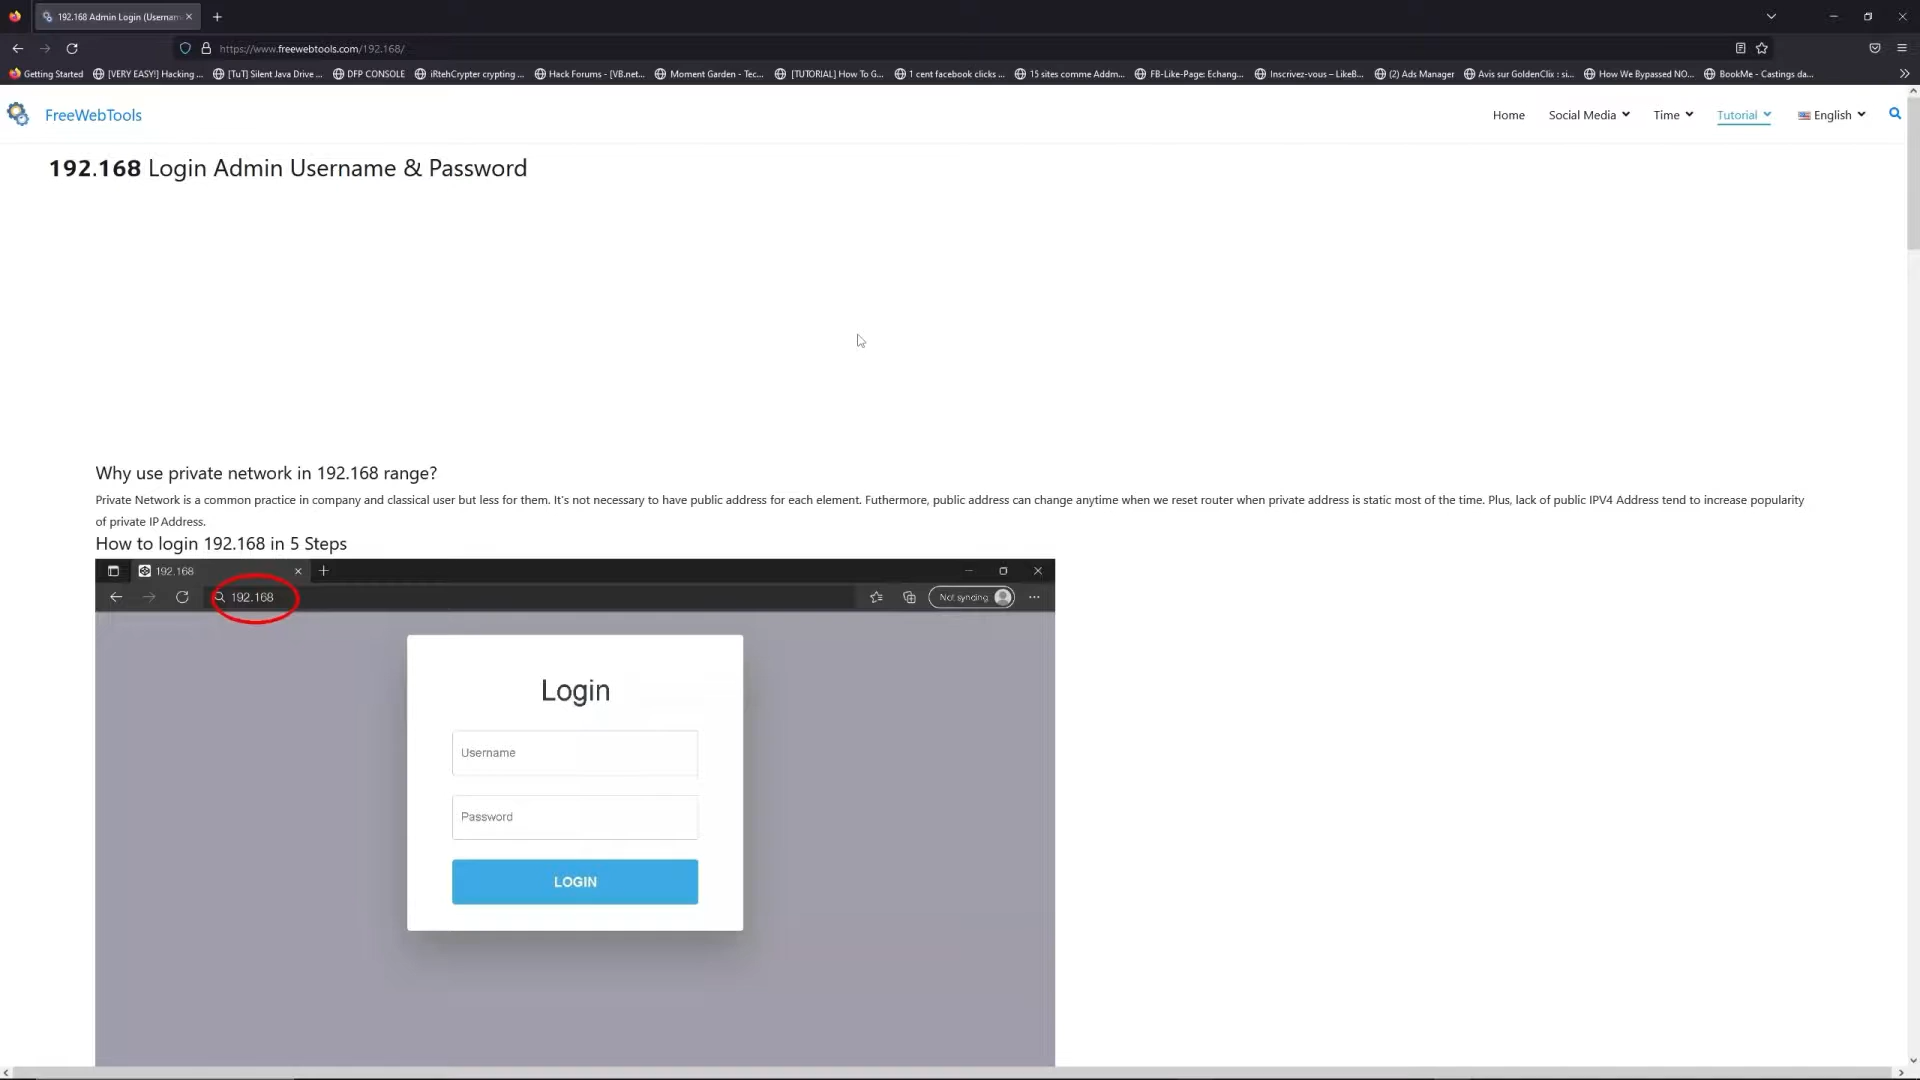 192.168 Admin Login (Usernam
https://www.freewebtools.com/192.168/
Getting Started
[VERY EASY!] Hacking ...
[TuT] Silent Java Drive ...
DFP CONSOLE
iRtehCrypter crypting ...
Hack Forums - [VB.net...
Moment Garden - Tec...
[TUTORIAL] How To G...
1 cent facebook clicks ...
15 sites comme Addm...
FB-Like-Page: Echang...
Inscrivez-vous – LikeB...
(2) Ads Manager
Avis sur GoldenClix : si...
How We Bypassed NO...
BookMe - Castings da...
FreeWebTools
Home
Social Media
Time
Tutorial
English
192.168 Login Admin Username & Password
Why use private network in 192.168 range?
Private Network is a common practice in company and classical user but less for them. It's not necessary to have public address for each element. Futhermore, public address can change anytime when we reset router when private address is static most of the time. Plus, lack of public IPV4 Address tend to increase popularity
of private IP Address.
How to login 192.168 in 5 Steps
192.168
192.168
Not syncing
Login
Username
Password
LOGIN